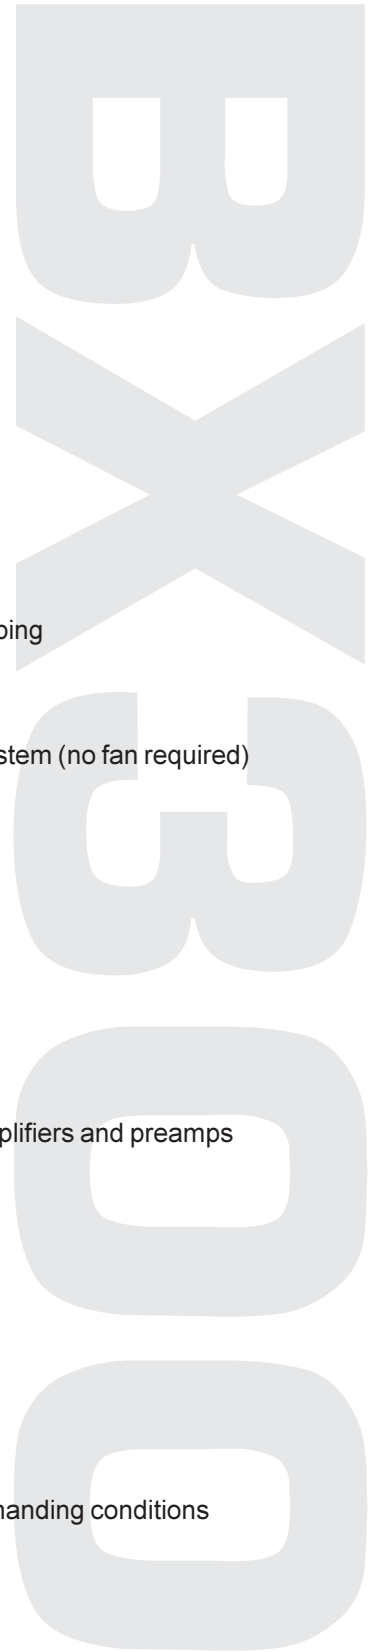 BX300
ping
stem (no fan required)
plifiers and preamps
nanding conditions